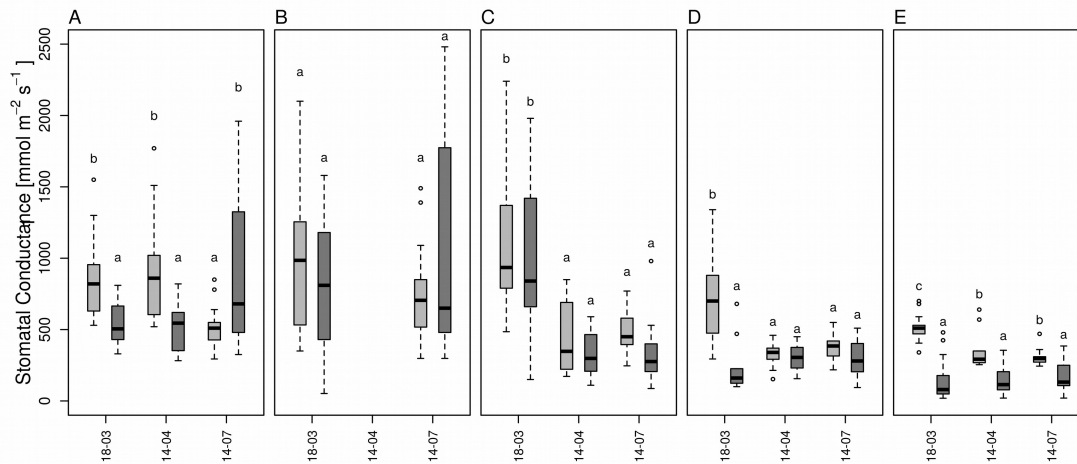 A B C D E
Stomatal Conductance [mmol m⁻² s⁻¹ ]
0 500 1000 1500 2000 2500
b a b a a b
a a a a
b b a a a a
b a a a a a
c a b a b a
18-03 14-04 14-07
18-03 14-04 14-07
18-03 14-04 14-07
18-03 14-04 14-07
18-03 14-04 14-07